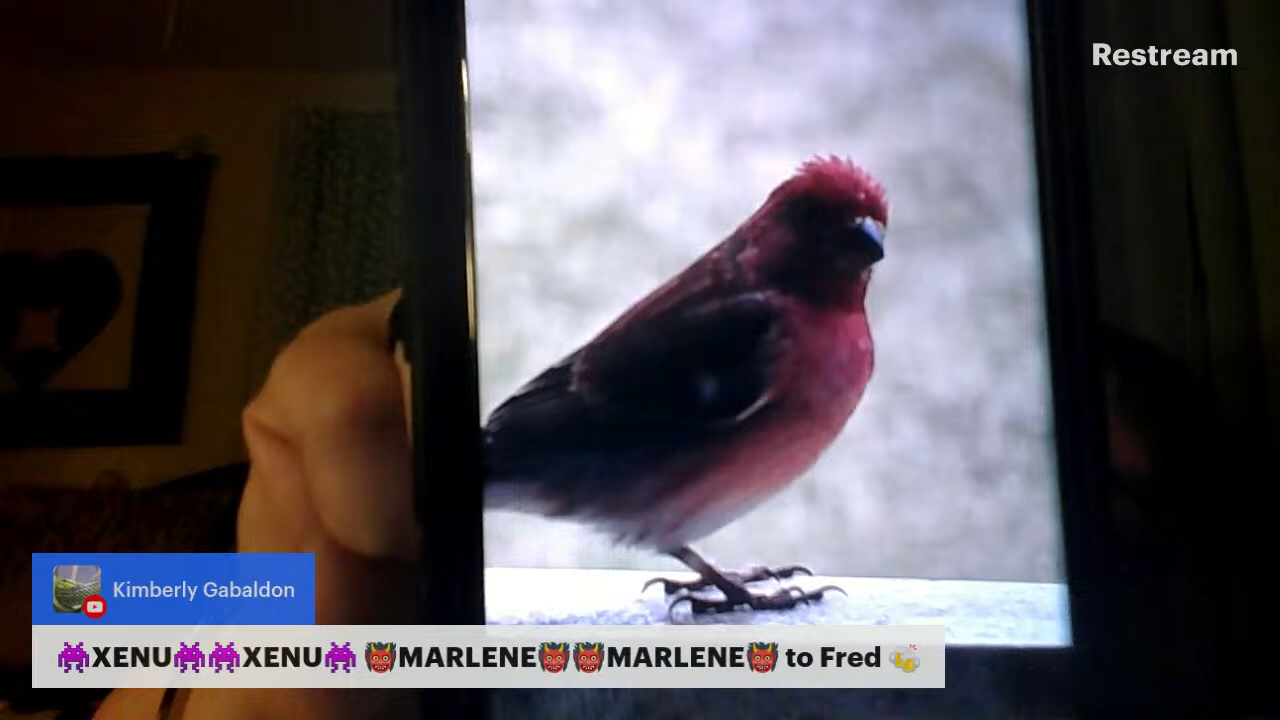 Restream
Kimberly Gabaldon
👾XENU👾👾XENU👾 👹MARLENE👹👹MARLENE👹 to Fred 🍻